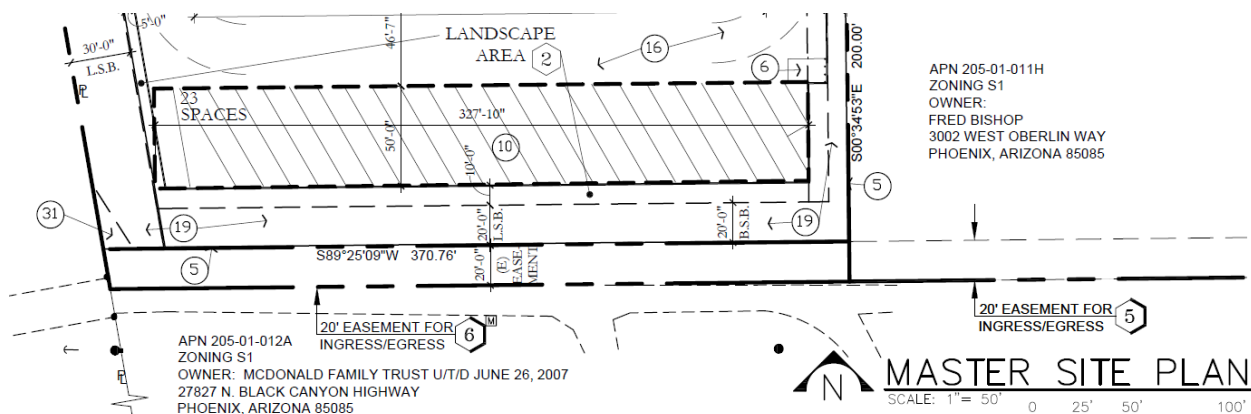 5'-0"
30'-0"
L.S.B.
PL
46'-7"
LANDSCAPE
AREA 2
16
6
S00°34'53"E 200.00'
23
SPACES
327'-10"
50'-0"
10
10'-0"
APN 205-01-011H
ZONING S1
OWNER:
FRED BISHOP
3002 WEST OBERLIN WAY
PHOENIX, ARIZONA 85085
5
31
19
20'-0"
L.S.B.
20'-0"
B.S.B.
19
5
S89°25'09"W 370.76'
20'-0"
(E)
EASE-
MENT
20' EASEMENT FOR
INGRESS/EGRESS
6
M
20' EASEMENT FOR
INGRESS/EGRESS
5
APN 205-01-012A
ZONING S1
OWNER: MCDONALD FAMILY TRUST U/T/D JUNE 26, 2007
27827 N. BLACK CANYON HIGHWAY
PHOENIX, ARIZONA 85085
PL
N
MASTER SITE PLAN
SCALE: 1"= 50'
0 25' 50' 100'